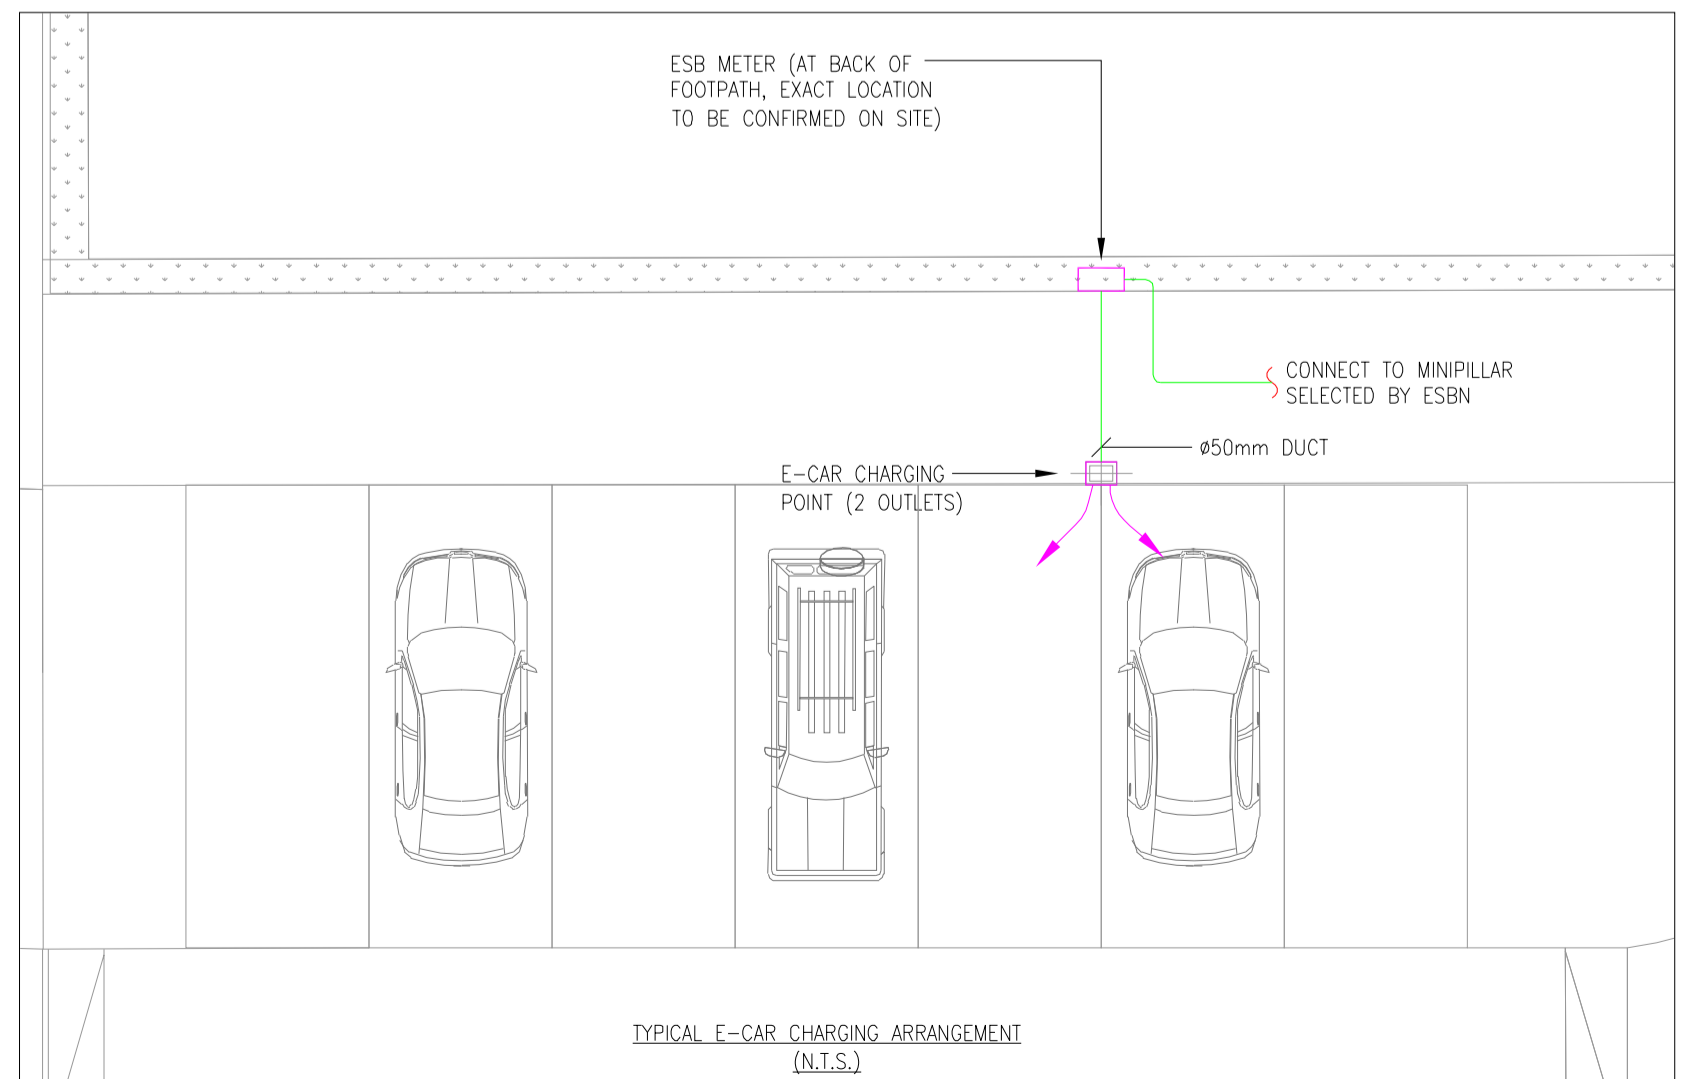 ESB METER (AT BACK OF
FOOTPATH, EXACT LOCATION
TO BE CONFIRMED ON SITE)
CONNECT TO MINIPILLAR
SELECTED BY ESBN
ø50mm DUCT
E-CAR CHARGING
POINT (2 OUTLETS)
TYPICAL E-CAR CHARGING ARRANGEMENT
(N.T.S.)